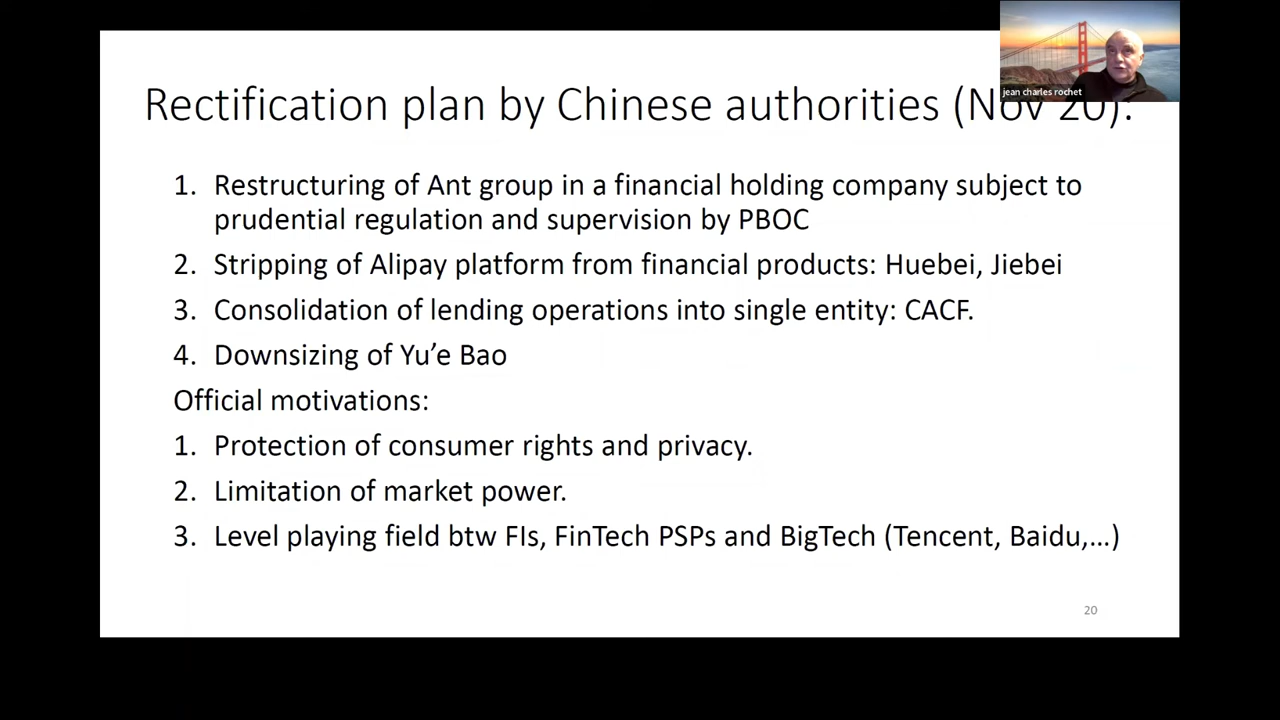 jean charles rochet
Rectification plan by Chinese authorities (Nov 20):
1. Restructuring of Ant group in a financial holding company subject to
prudential regulation and supervision by PBOC
2. Stripping of Alipay platform from financial products: Huebei, Jiebei
3. Consolidation of lending operations into single entity: CACF.
4. Downsizing of Yu’e Bao
Official motivations:
1. Protection of consumer rights and privacy.
2. Limitation of market power.
3. Level playing field btw FIs, FinTech PSPs and BigTech (Tencent, Baidu,...)
20